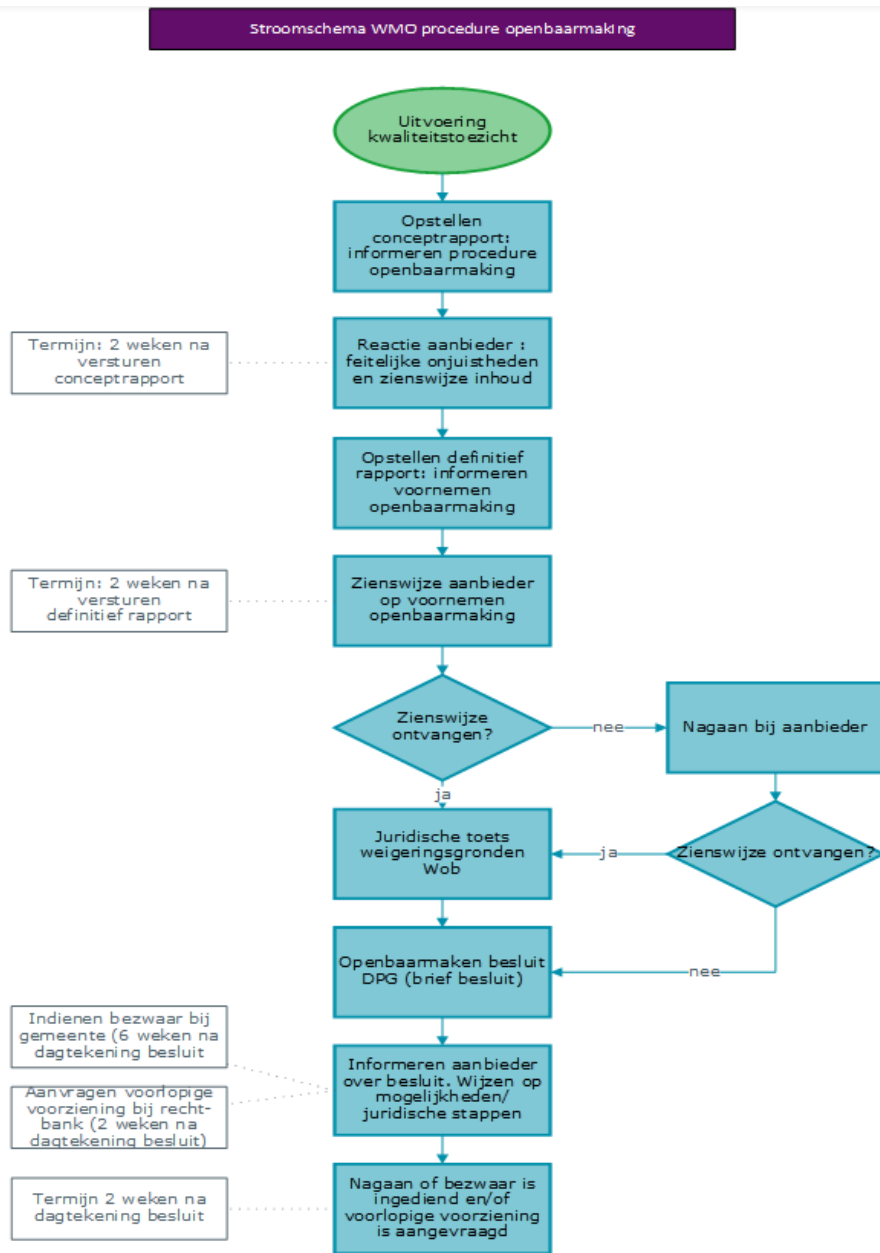 Stroomschema WMO procedure openbaarmaking
Uitvoering
kwaliteitstoezicht
Opstellen
conceptrapport:
informeren procedure
openbaarmaking
Termijn: 2 weken na
versturen
conceptrapport
Reactie aanbieder :
feitelijke onjuistheden
en zienswijze inhoud
Opstellen definitief
rapport: informeren
voornemen
openbaarmaking
Termijn: 2 weken na
versturen
definitief rapport
Zienswijze aanbieder
op voornemen
openbaarmaking
Zienswijze
ontvangen?
nee
Nagaan bij aanbieder
ja
Juridische toets
weigeringsgronden
Wob
ja
Zienswijze ontvangen?
Openbaarmaken besluit
DPG (brief besluit)
nee
Indienen bezwaar bij
gemeente (6 weken na
dagtekening besluit
Aanvragen voorlopige
voorziening bij recht-
bank (2 weken na
dagtekening besluit)
Informeren aanbieder
over besluit. Wijzen op
mogelijkheden/
juridische stappen
Termijn 2 weken na
dagtekening besluit
Nagaan of bezwaar is
ingediend en/of
voorlopige voorziening
is aangevraagd